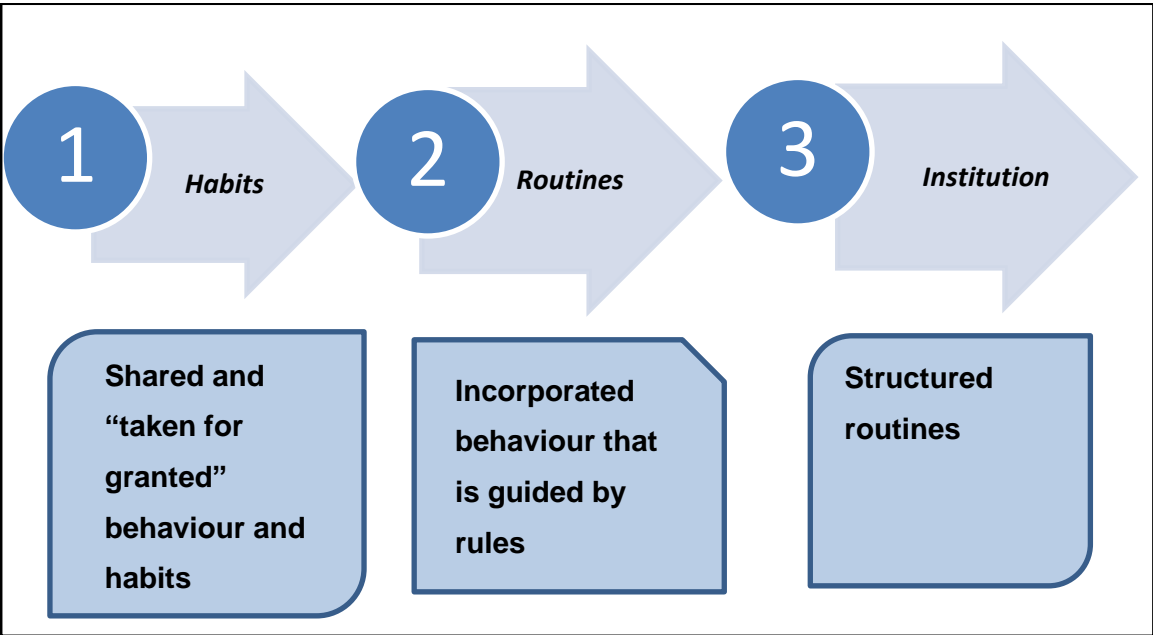 1
Habits
2
Routines
3
Institution
Shared and
“taken for
granted”
behaviour and
habits
Incorporated
behaviour that
is guided by
rules
Structured
routines